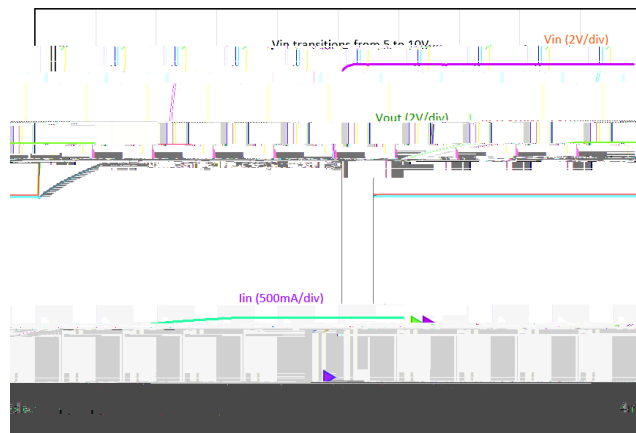 Vin (2V/div)
Vin transitions from 5 to 10V
Vout (2V/div)
Iin (500mA/div)